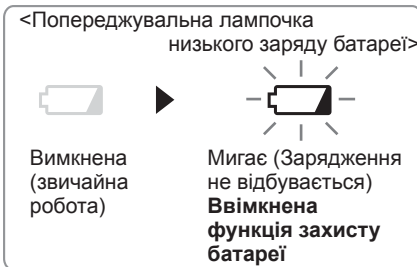 <Попереджувальна лампочка
низького заряду батареї>
Вимкнена
(звичайна
робота)
Мигає (Зарядження
не відбувається)
Ввімкнена
функція захисту
батареї